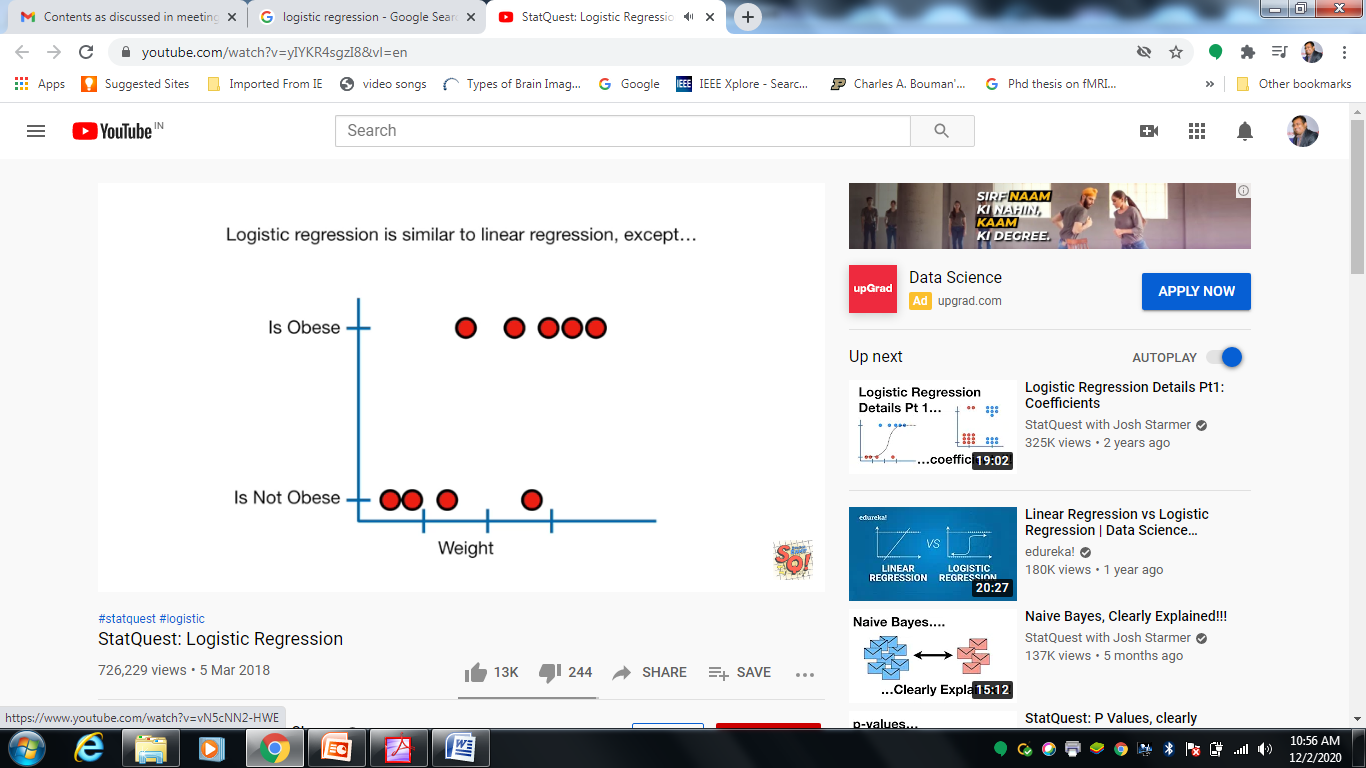 Contents as discussed in meeting
logistic regression - Google Sear
StatQuest: Logistic Regressio
youtube.com/watch?v=yIYKR4sgzI8&vl=en
Apps
Suggested Sites
Imported From IE
video songs
Types of Brain Imag...
Google
IEEE Xplore - Searc...
Charles A. Bouman'...
Phd thesis on fMRI...
Other bookmarks
YouTube IN
Search
Logistic regression is similar to linear regression, except…
Is Obese
Is Not Obese
Weight
SQ!
#statquest #logistic
StatQuest: Logistic Regression
726,229 views • 5 Mar 2018
13K
244
SHARE
SAVE
SIRF NAAM
KI NAHIN,
KAAM
KI DEGREE.
upGrad
Data Science
Ad upgrad.com
APPLY NOW
Up next
AUTOPLAY
Logistic Regression
Details Pt 1...
...coeffici
19:02
Logistic Regression Details Pt1:
Coefficients
StatQuest with Josh Starmer
325K views • 2 years ago
edureka!
VS
LINEAR
REGRESSION
LOGISTIC
REGRESS
20:27
Linear Regression vs Logistic
Regression | Data Science...
edureka!
180K views • 1 year ago
Naive Bayes....
...Clearly Expla
15:12
Naive Bayes, Clearly Explained!!!
StatQuest with Josh Starmer
137K views • 5 months ago
p-values...
StatQuest: P Values, clearly
https://www.youtube.com/watch?v=vN5cNN2-HWE
10:56 AM
12/2/2020